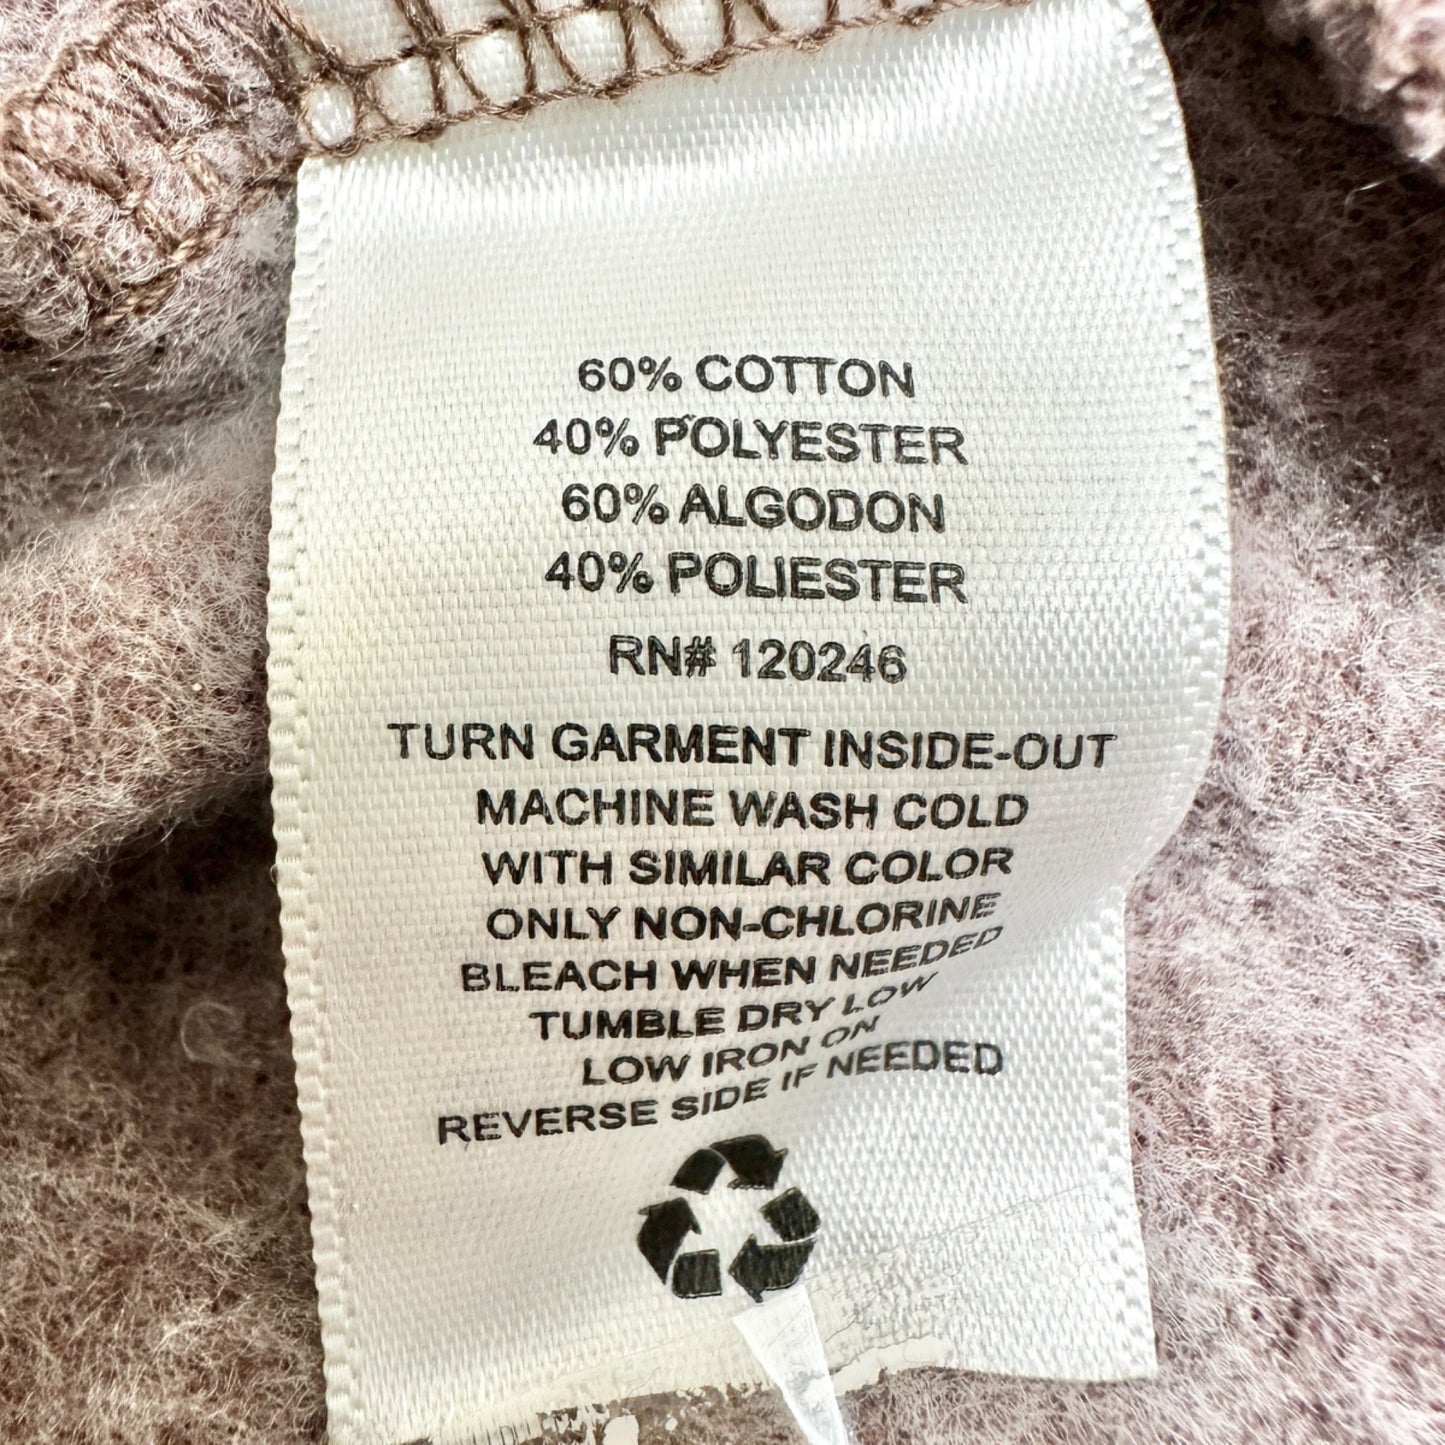 60% COTTON
40% POLYESTER
60% ALGODON
40% POLIESTER
RN# 120246
TURN GARMENT INSIDE-OUT
MACHINE WASH COLD
WITH SIMILAR COLOR
ONLY NON-CHLORINE
BLEACH WHEN NEEDED
TUMBLE DRY LOW
LOW IRON ON
REVERSE SIDE IF NEEDED